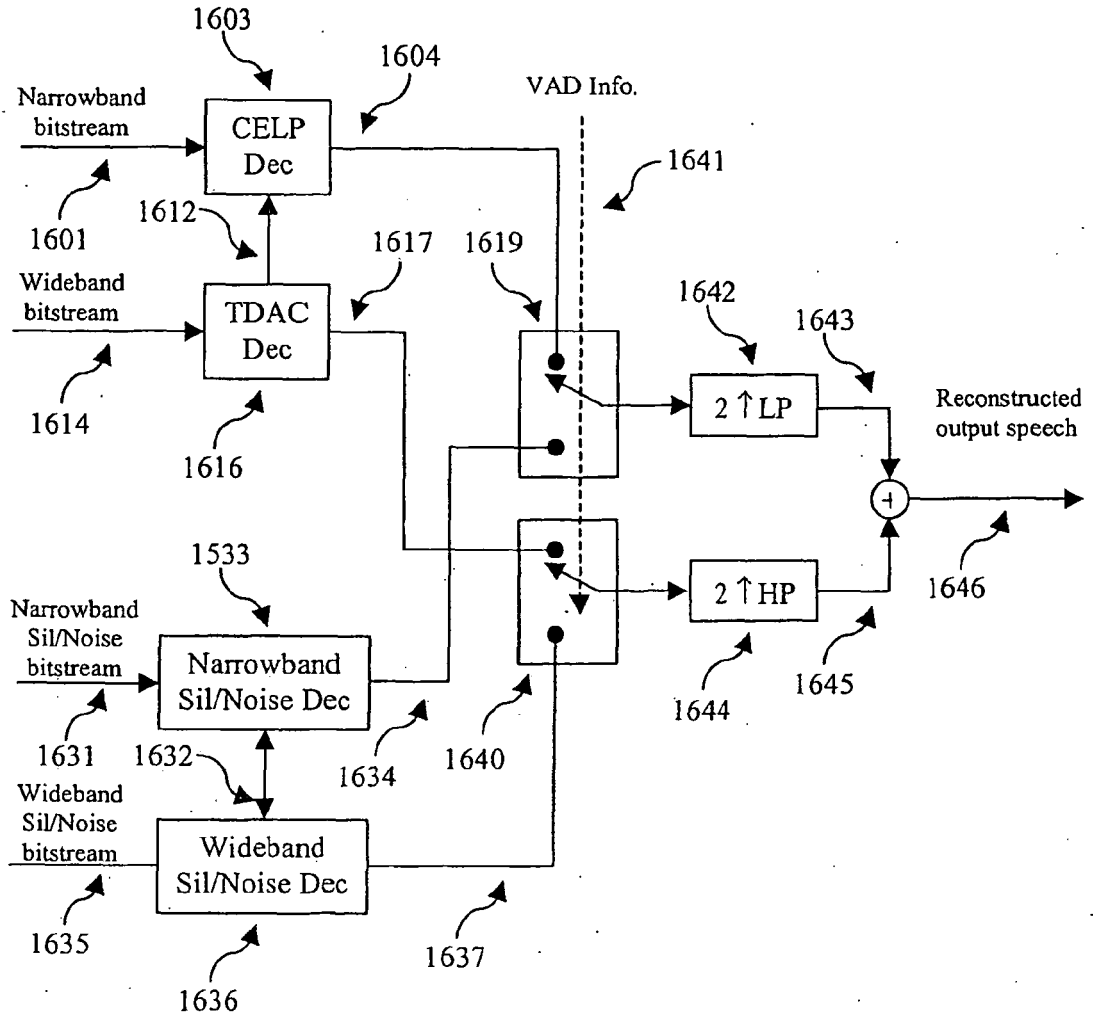 1603
1604
VAD Info.
Narrowband
bitstream
CELP
Dec
1641
1601
1612
1617
1619
Wideband
bitstream
TDAC
Dec
1642
1643
1614
1616
2 ↑ LP
Reconstructed
output speech
+
1533
1646
2 ↑ HP
Narrowband
Sil/Noise
bitstream
Narrowband
Sil/Noise Dec
1631
1632
1634
1640
1644
1645
Wideband
Sil/Noise
bitstream
Wideband
Sil/Noise Dec
1635
1636
1637